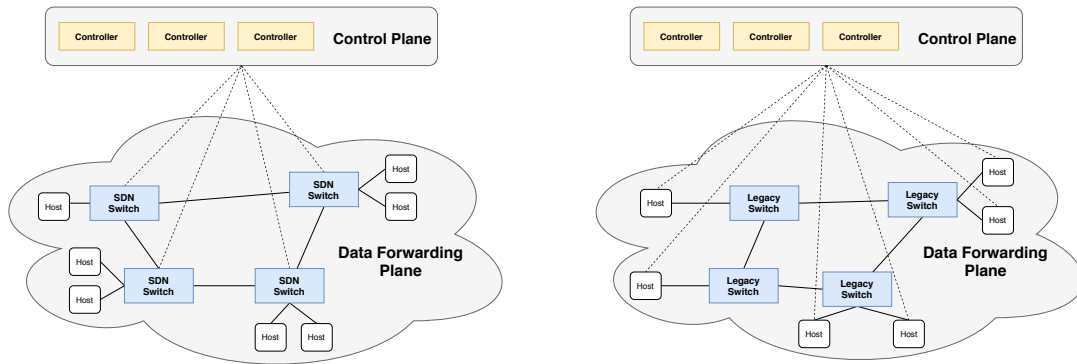 Controller
Controller
Controller
Control Plane
Host
SDN
Switch
SDN
Switch
Host
Host
Host
Host
SDN
Switch
SDN
Switch
Data Forwarding
Plane
Host
Host
Controller
Controller
Controller
Control Plane
Host
Legacy
Switch
Legacy
Switch
Host
Host
Host
Legacy
Switch
Legacy
Switch
Data Forwarding
Plane
Host
Host